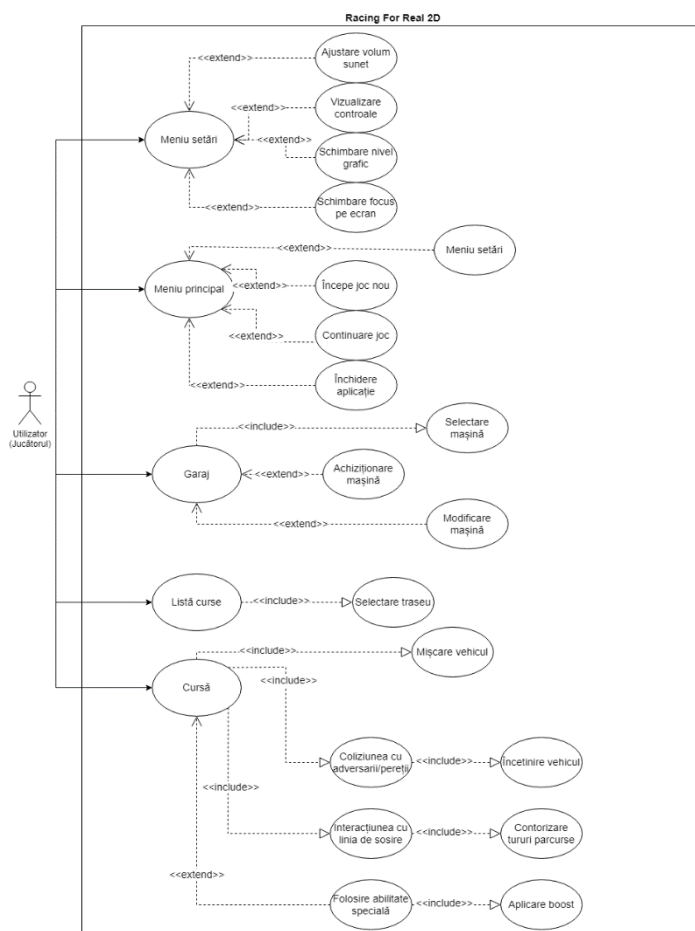 Racing For Real 2D
Ajustare volum
sunet
<<extend>>
Vizualizare
controale
<<extend>>
Meniu setări
<<extend>>
Schimbare nivel
grafic
Schimbare focus
pe ecran
<<extend>>
<<extend>>
Meniu setări
Meniu principal
<<extend>>
Începe joc nou
<<extend>>
Continuare joc
<<extend>>
Închidere
aplicație
Utilizator
(Jucătorul)
<<include>>
Selectare
mașină
Garaj
<<extend>>
Achiziționare
mașină
<<extend>>
Modificare
mașină
Listă curse
<<include>>
Selectare traseu
<<include>>
Mișcare vehicul
Cursă
<<include>>
Coliziunea cu
adversarii/pereții
<<include>>
Încetinire vehicul
<<include>>
Interacțiunea cu
linia de sosire
<<include>>
Contorizare
tururi parcurse
<<extend>>
Folosire abilitate
specială
<<include>>
Aplicare boost